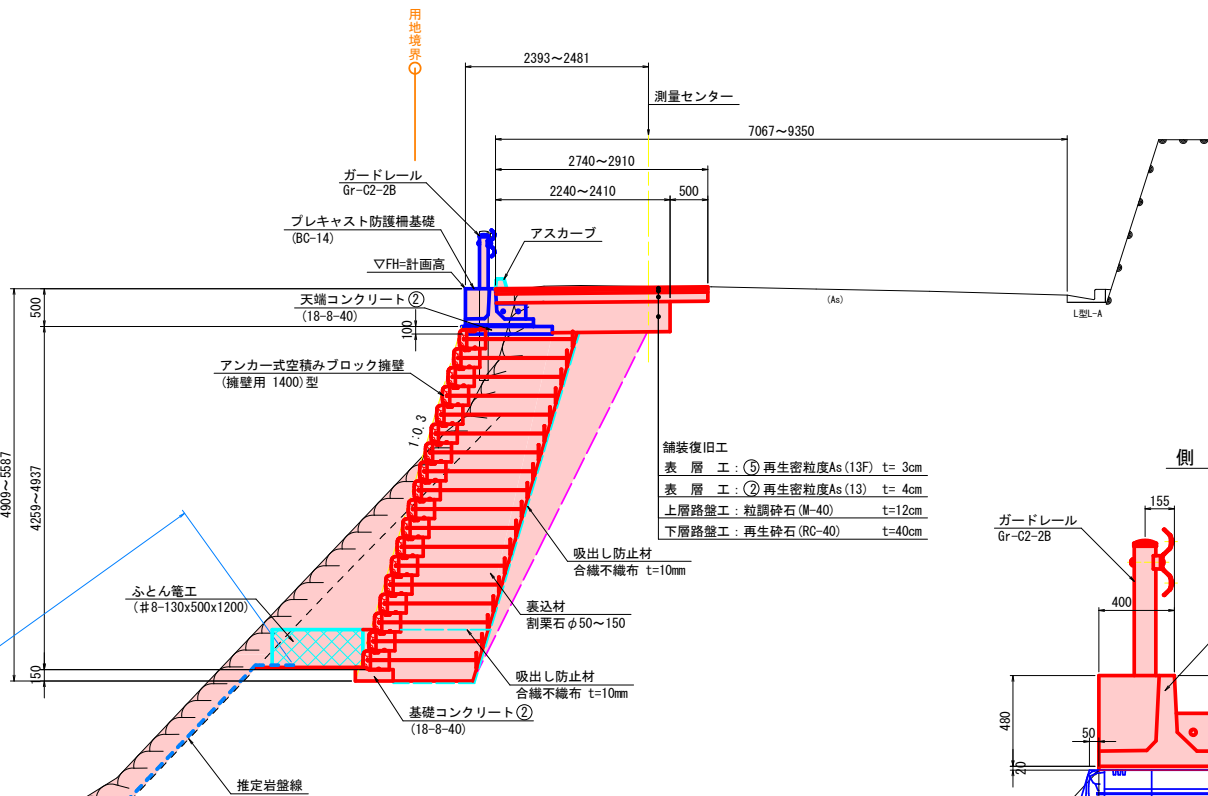 用地境界
2393～2481
測量センター
7067～9350
2740～2910
2240～2410
500
ガードレール
Gr-C2-2B
プレキャスト防護柵基礎
(BC-14)
アスカーブ
▽FH=計画高
天端コンクリート②
(18-8-40)
500
100
(As)
L型L-A
アンカー式空積みブロック擁壁
(擁壁用 1400)型
1:0.3
4909～5587
4259～4937
150
舗装復旧工
表 層 工：⑤再生密粒度As(13F) t= 3cm
表 層 工：②再生密粒度As(13) t= 4cm
上層路盤工：粒調砕石(M-40) t=12cm
下層路盤工：再生砕石(RC-40) t=40cm
吸出し防止材
合繊不織布 t=10mm
ふとん篭工
(＃8-130x500x1200)
裏込材
割栗石φ50～150
吸出し防止材
合繊不織布 t=10mm
基礎コンクリート②
(18-8-40)
推定岩盤線
側
155
ガードレール
Gr-C2-2B
400
480
50
20